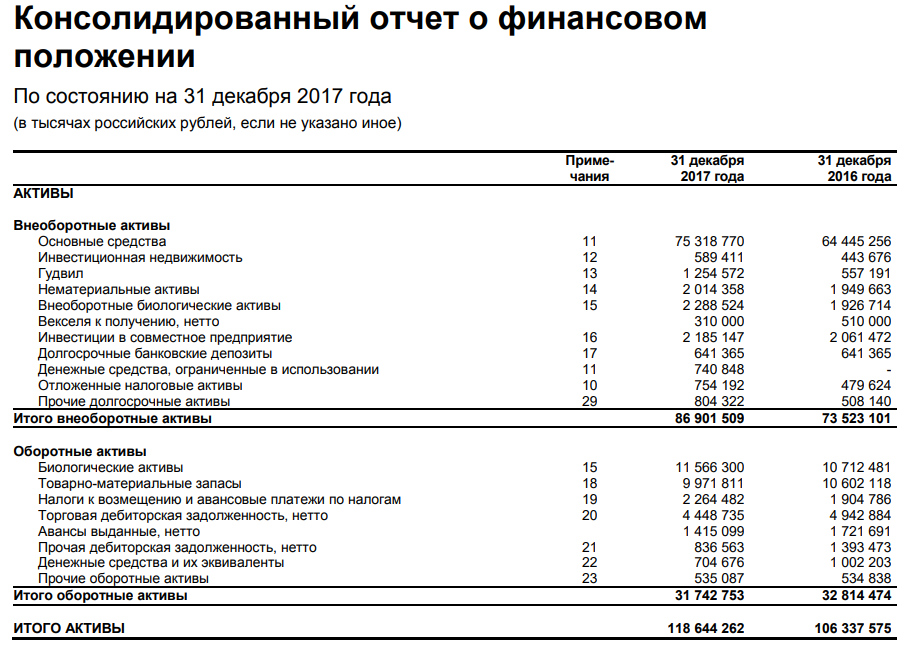 Консолидированный отчет о финансовом
положении
По состоянию на 31 декабря 2017 года
(в тысячах российских рублей, если не указано иное)
Приме- 31 декабря 31 декабря
чания 2017 года 2016 года
АКТИВЫ
Внеоборотные активы
Основные средства 11 75 318 770 64 445 256
Инвестиционная недвижимость 12 589 411 443 676
Гудвил 13 1 254 572 557 191
Нематериальные активы 14 2 014 358 1 949 663
Внеоборотные биологические активы 15 2 288 524 1 926 714
Векселя к получению, нетто 310 000 510 000
Инвестиции в совместное предприятие 16 2 185 147 2 061 472
Долгосрочные банковские депозиты 17 641 365 641 365
Денежные средства, ограниченные в использовании 11 740 848 -
Отложенные налоговые активы 10 754 192 479 624
Прочие долгосрочные активы 29 804 322 508 140
Итого внеоборотные активы 86 901 509 73 523 101
Оборотные активы
Биологические активы 15 11 566 300 10 712 481
Товарно-материальные запасы 18 9 971 811 10 602 118
Налоги к возмещению и авансовые платежи по налогам 19 2 264 482 1 904 786
Торговая дебиторская задолженность, нетто 20 4 448 735 4 942 884
Авансы выданные, нетто 1 415 099 1 721 691
Прочая дебиторская задолженность, нетто 21 836 563 1 393 473
Денежные средства и их эквиваленты 22 704 676 1 002 203
Прочие оборотные активы 23 535 087 534 838
Итого оборотные активы 31 742 753 32 814 474
ИТОГО АКТИВЫ 118 644 262 106 337 575